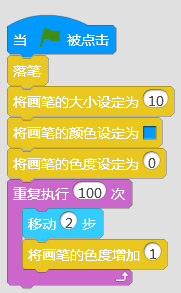 当 被点击
落笔
将画笔的大小设定为 10
将画笔的颜色设定为
将画笔的色度设定为 0
重复执行 100 次
移动 2 步
将画笔的色度增加 1